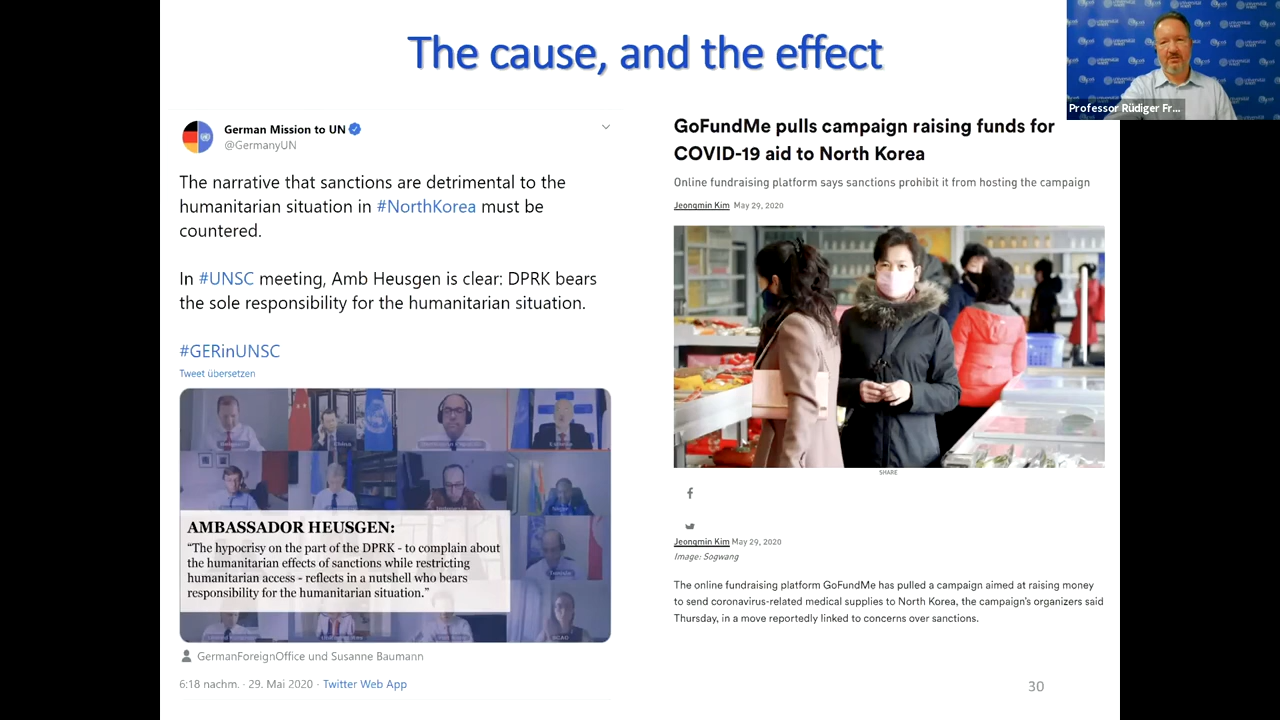 The cause, and the effect
Professor Rüdiger Fr...
German Mission to UN
@GermanyUN
The narrative that sanctions are detrimental to the
humanitarian situation in #NorthKorea must be
countered.
In #UNSC meeting, Amb Heusgen is clear: DPRK bears
the sole responsibility for the humanitarian situation.
#GERinUNSC
Tweet übersetzen
AMBASSADOR HEUSGEN:
“The hypocrisy on the part of the DPRK - to complain about
the humanitarian effects of sanctions while restricting
humanitarian access - reflects in a nutshell who bears
responsibility for the humanitarian situation.”
GermanForeignOffice und Susanne Baumann
6:18 nachm. · 29. Mai 2020 · Twitter Web App
GoFundMe pulls campaign raising funds for
COVID-19 aid to North Korea
Online fundraising platform says sanctions prohibit it from hosting the campaign
Jeongmin Kim May 29, 2020
SHARE
Jeongmin Kim May 29, 2020
Image: Sogwang
The online fundraising platform GoFundMe has pulled a campaign aimed at raising money
to send coronavirus-related medical supplies to North Korea, the campaign's organizers said
Thursday, in a move reportedly linked to concerns over sanctions.
30